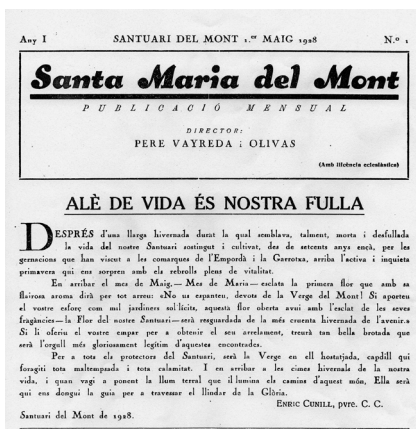 Any I SANTUARI DEL MONT 1.er MAIG 1928 N.º 1
Santa Maria del Mont
PUBLICACIÓ MENSUAL
DIRECTOR:
PERE VAYREDA i OLIVAS
(Amb llicència eclesiàstica)
ALÈ DE VIDA ÉS NOSTRA FULLA
DESPRÉS d'una llarga hivernada durat la qual semblava, talment, morta i desfullada
la vida del nostre Santuari sostingut i cultivat, des de setcents anys ençà, per les
gernacions que han viscut a les comarques de l'Empordà i la Garrotxa, arriba l'activa i inquieta
primavera qui ens sorpren amb els rebrolls plens de vitalitat.
En arribar el mes de Maig,—Mes de Maria—esclata la primera flor que amb sa
flairosa aroma dirà per tot arreu: «No us espanteu, devots de la Verge del Mont! Si aporteu
el vostre esforç com mil jardiners sol·lícits, aquesta flor oberta avui amb l'esclat de les seves
fragàncies—la Flor del nostre Santuari—serà resguardada de la més cruenta hivernada de l'avenir.»
Si li oferiu el vostre empar per a obtenir el seu arrelament, treurà tan bella brotada que
serà l'orgull més gloriosament legítim d'aquestes encontrades.
Per a tots els protectors del Santuari, serà la Verge en ell hostatjada, capdill qui
foragiti tota maltempsada i tota calamitat. I en arribar a les cimes hivernals de la nostra
vida, i quan vagi a ponent la llum terral que il·lumina els camins d'aquest món, Ella serà
qui ens dongui la guia per a travessar el llindar de la Glòria.
ENRIC CUNILL, pvre. C. C.
Santuari del Mont de 1928.